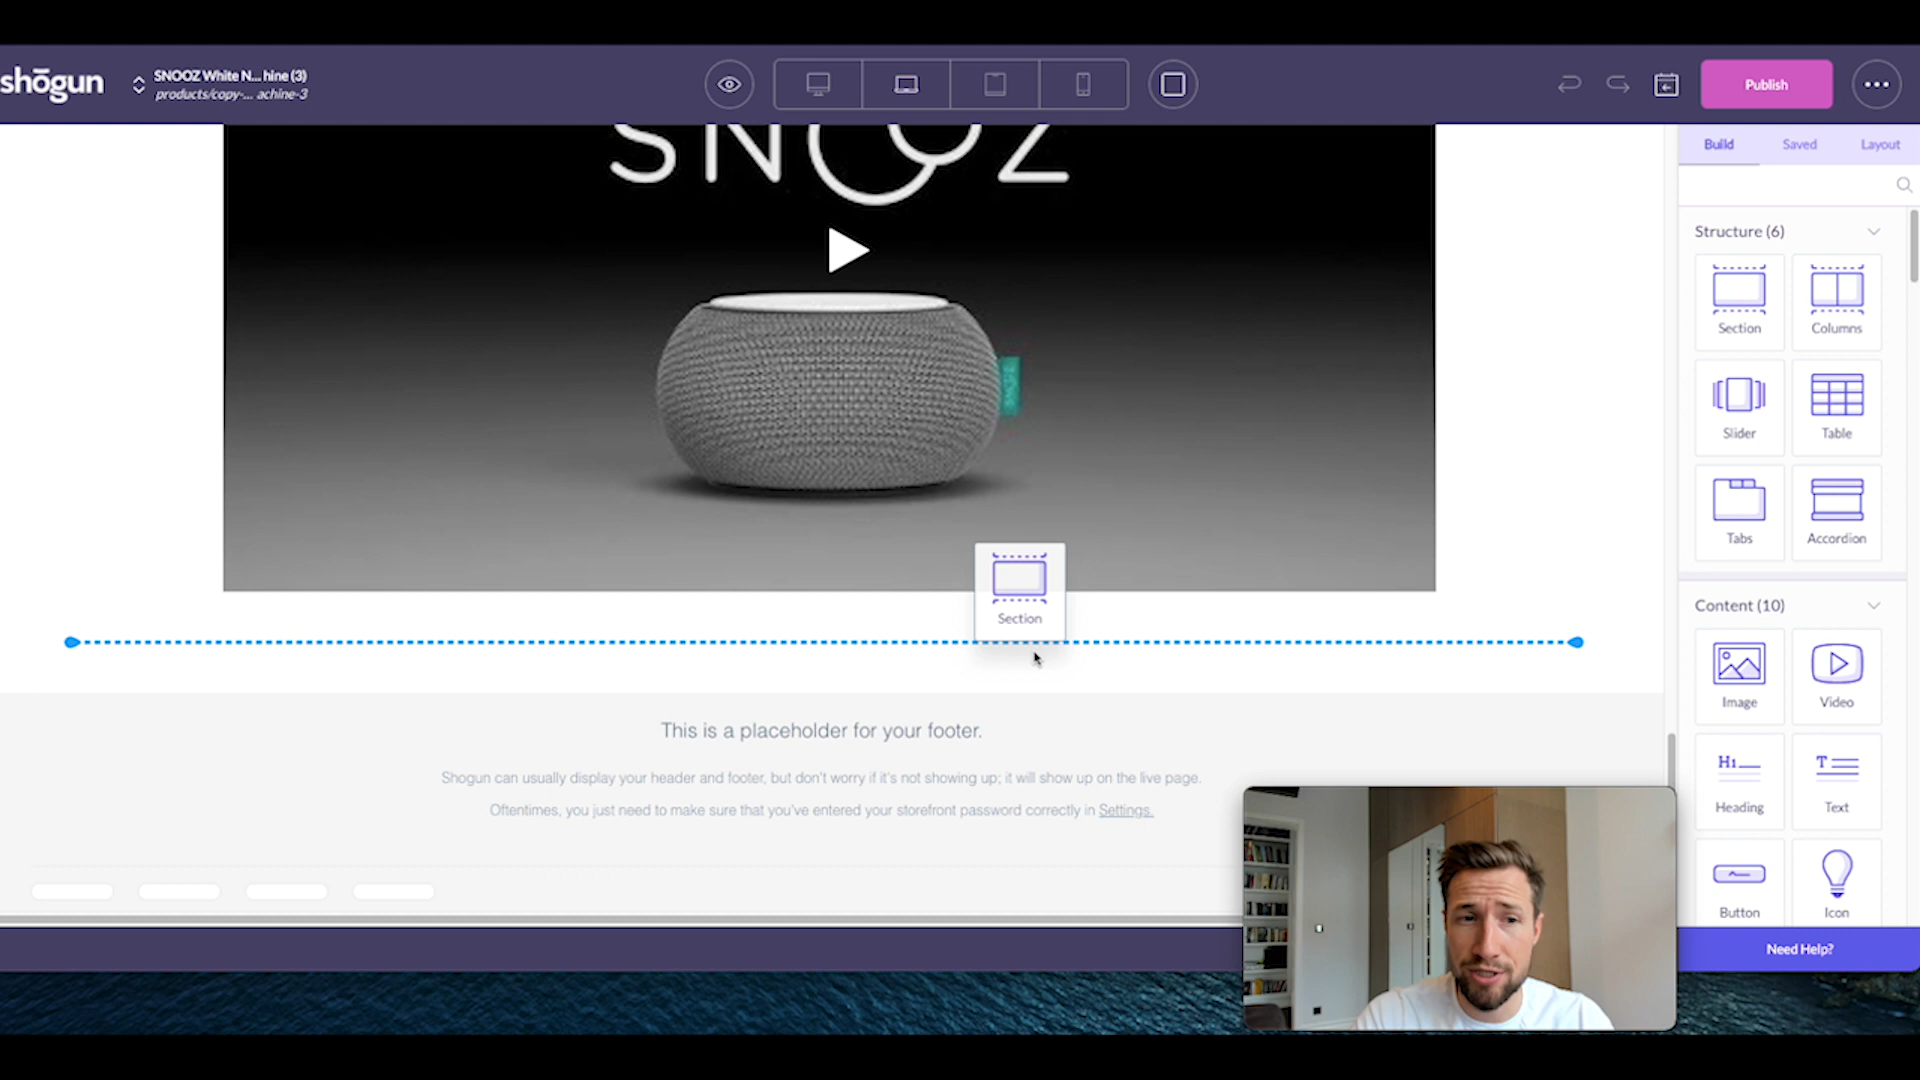 shōgun
SNOOZ White N... hine (3)
products/copy-... achine-3
Publish
Build
Saved
Layout
SNOOZ
Structure (6)
Section
Columns
Slider
Table
Tabs
Accordion
Section
Content (10)
Image
Video
Heading
Text
Button
Icon
H1
T
This is a placeholder for your footer.
Shogun can usually display your header and footer, but don't worry if it's not showing up; it will show up on the live page.
Oftentimes, you just need to make sure that you've entered your storefront password correctly in Settings.
Need Help?